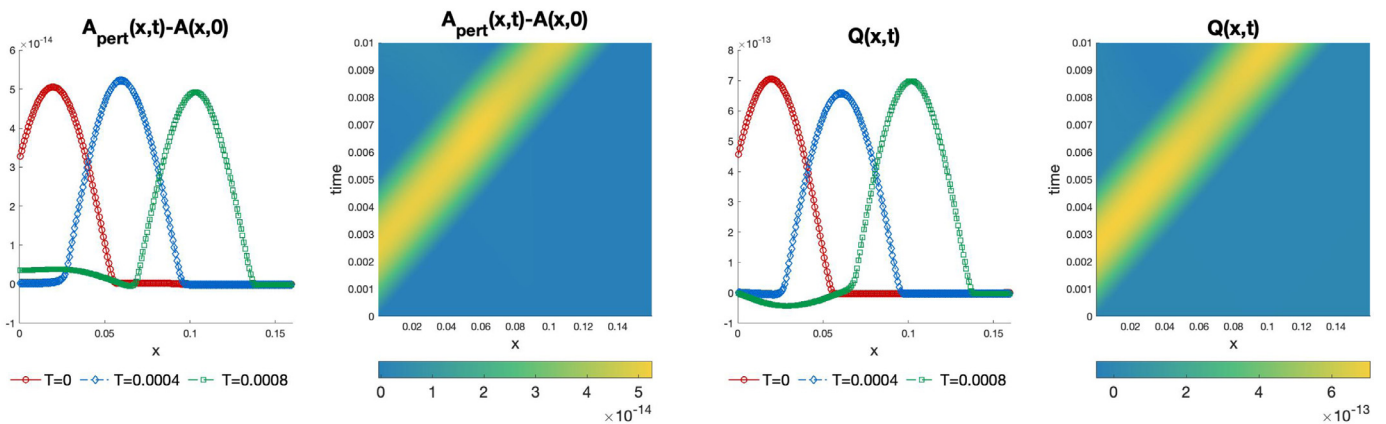 A_pert(x,t)-A(x,0)
×10^-14
6
5
4
3
2
1
0
-1
0 0.05 0.1 0.15
x
T=0 T=0.0004 T=0.0008
A_pert(x,t)-A(x,0)
time
0.01
0.009
0.008
0.007
0.006
0.005
0.004
0.003
0.002
0.001
0
0.02 0.04 0.06 0.08 0.1 0.12 0.14
x
0 1 2 3 4 5
×10^-14
Q(x,t)
×10^-13
8
7
6
5
4
3
2
1
0
-1
0 0.05 0.1 0.15
x
T=0 T=0.0004 T=0.0008
Q(x,t)
time
0.01
0.009
0.008
0.007
0.006
0.005
0.004
0.003
0.002
0.001
0
0.02 0.04 0.06 0.08 0.1 0.12 0.14
x
0 2 4 6
×10^-13